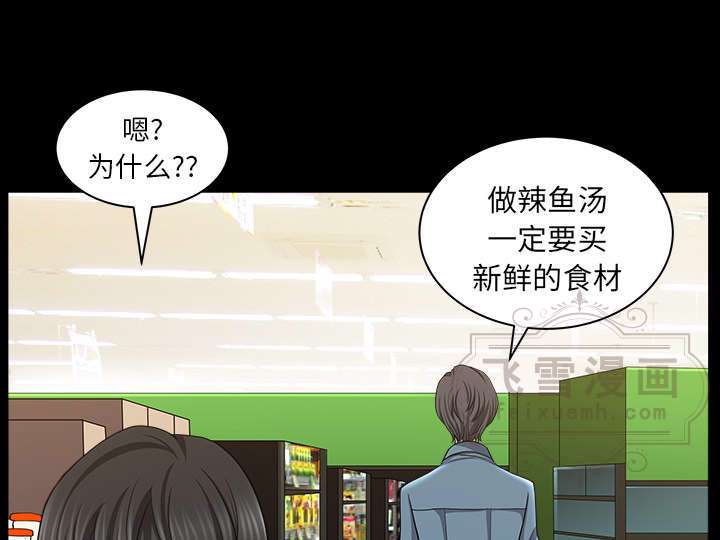 嗯?
为什么??
做辣鱼汤
一定要买
新鲜的食材
飞雪漫画
feixuemh.com